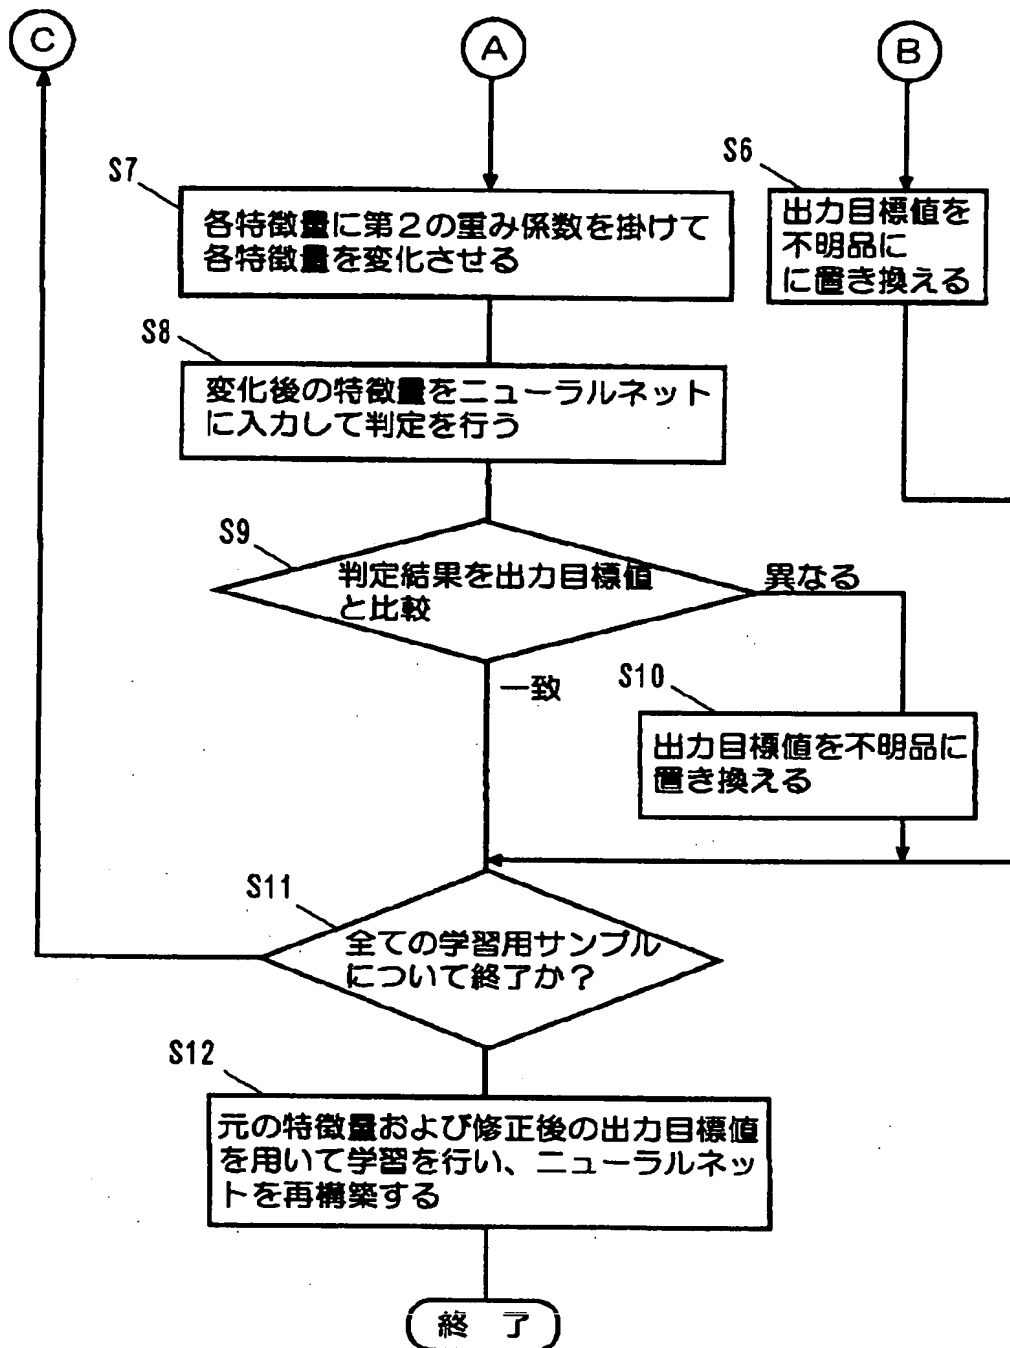 C
A
B
S7
各特徴量に第２の重み係数を掛けて
各特徴量を変化させる
S6
出力目標値を
不明品に
に置き換える
S8
変化後の特徴量をニューラルネット
に入力して判定を行う
S9
判定結果を出力目標値
と比較
異なる
一致
S10
出力目標値を不明品に
置き換える
S11
全ての学習用サンプル
について終了か？
S12
元の特徴量および修正後の出力目標値
を用いて学習を行い、ニューラルネッ
トを再構築する
終 了